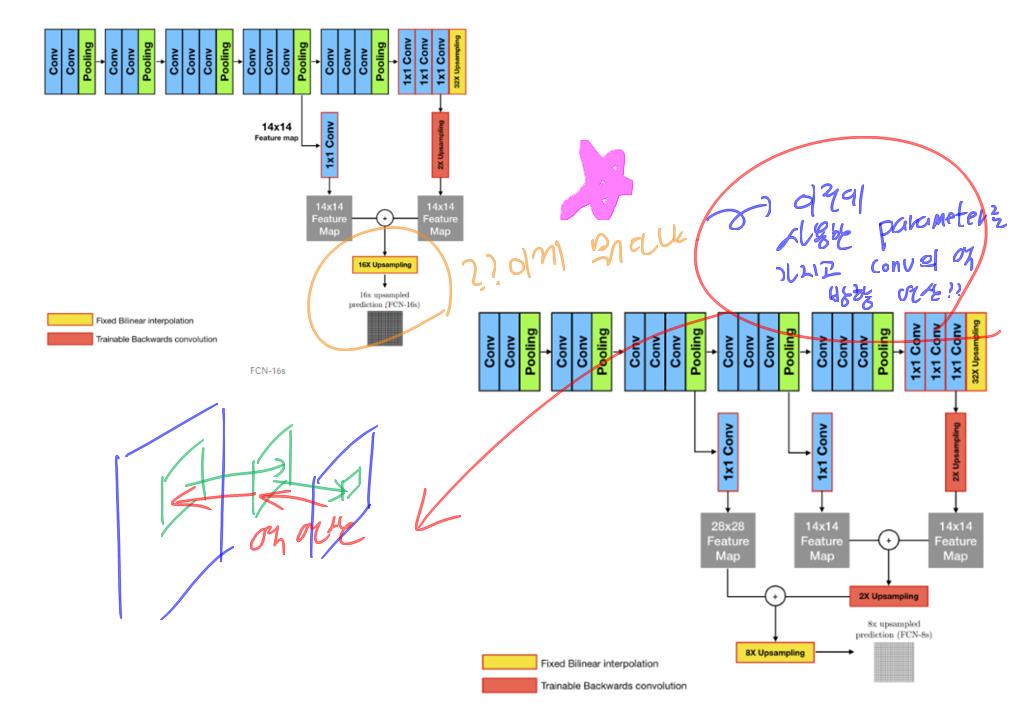 Conv Conv Pooling Conv Conv Pooling Conv Conv Conv Pooling Conv Conv Conv Pooling Conv Conv Conv Pooling 1x1 Conv 1x1 Conv 1x1 Conv 32X Upsampling
14x14
Feature map
1x1 Conv
2X Upsampling
14x14
Feature
Map
+
14x14
Feature
Map
16X Upsampling
16x upsampled
prediction (FCN-16s)
Fixed Bilinear interpolation
Trainable Backwards convolution
FCN-16s
??이게 뭐더냐
이곳에
사용한 parameter를
가지고 conv의 역
방향 연산??
Conv Conv Pooling Conv Conv Pooling Conv Conv Conv Pooling Conv Conv Conv Pooling Conv Conv Conv Pooling 1x1 Conv 1x1 Conv 1x1 Conv 32X Upsampling
1x1 Conv
1x1 Conv
2X Upsampling
28x28
Feature
Map
14x14
Feature
Map
+
14x14
Feature
Map
+
2X Upsampling
8x upsampled
prediction (FCN-8s)
8X Upsampling
Fixed Bilinear interpolation
Trainable Backwards convolution
역 연산